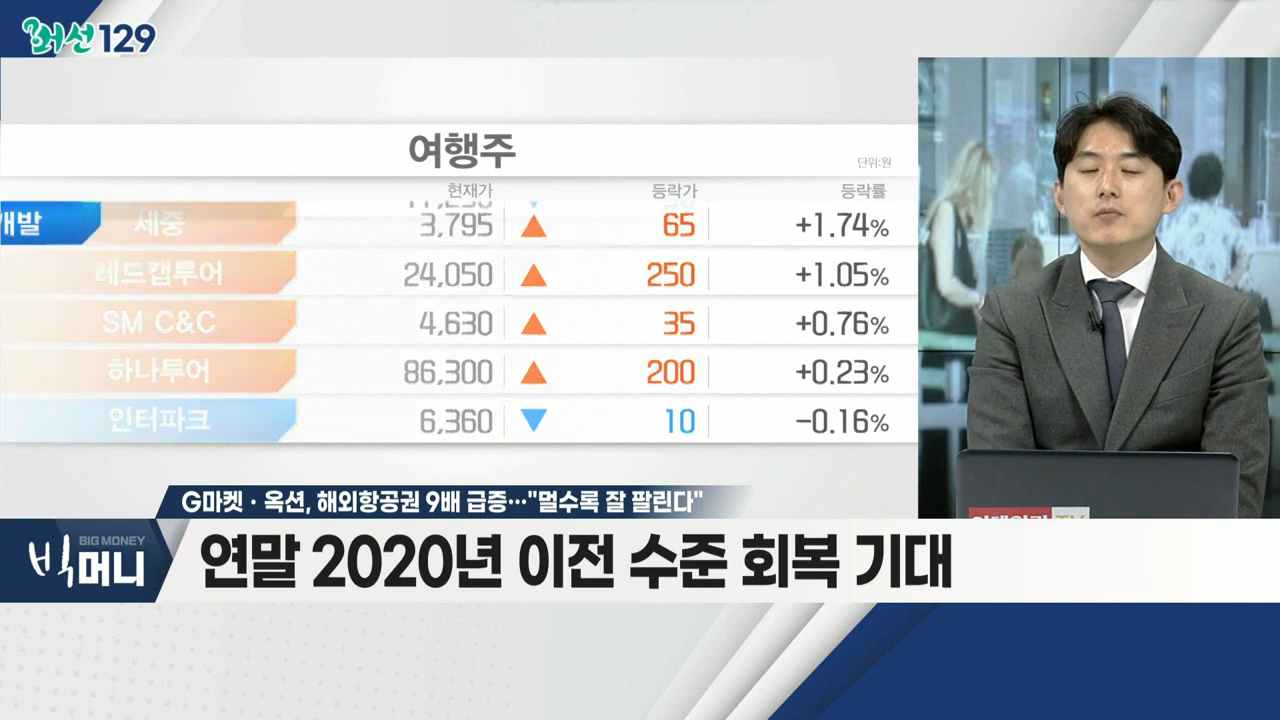 머선129
여행주
단위:원
현재가 등락가 등락률
개발 세중 3,795 ▲ 65 +1.74%
레드캡투어 24,050 ▲ 250 +1.05%
SM C&C 4,630 ▲ 35 +0.76%
하나투어 86,300 ▲ 200 +0.23%
인터파크 6,360 ▼ 10 -0.16%
G마켓·옥션, 해외항공권 9배 급증…"멀수록 잘 팔린다"
BIG MONEY
빅머니
연말 2020년 이전 수준 회복 기대